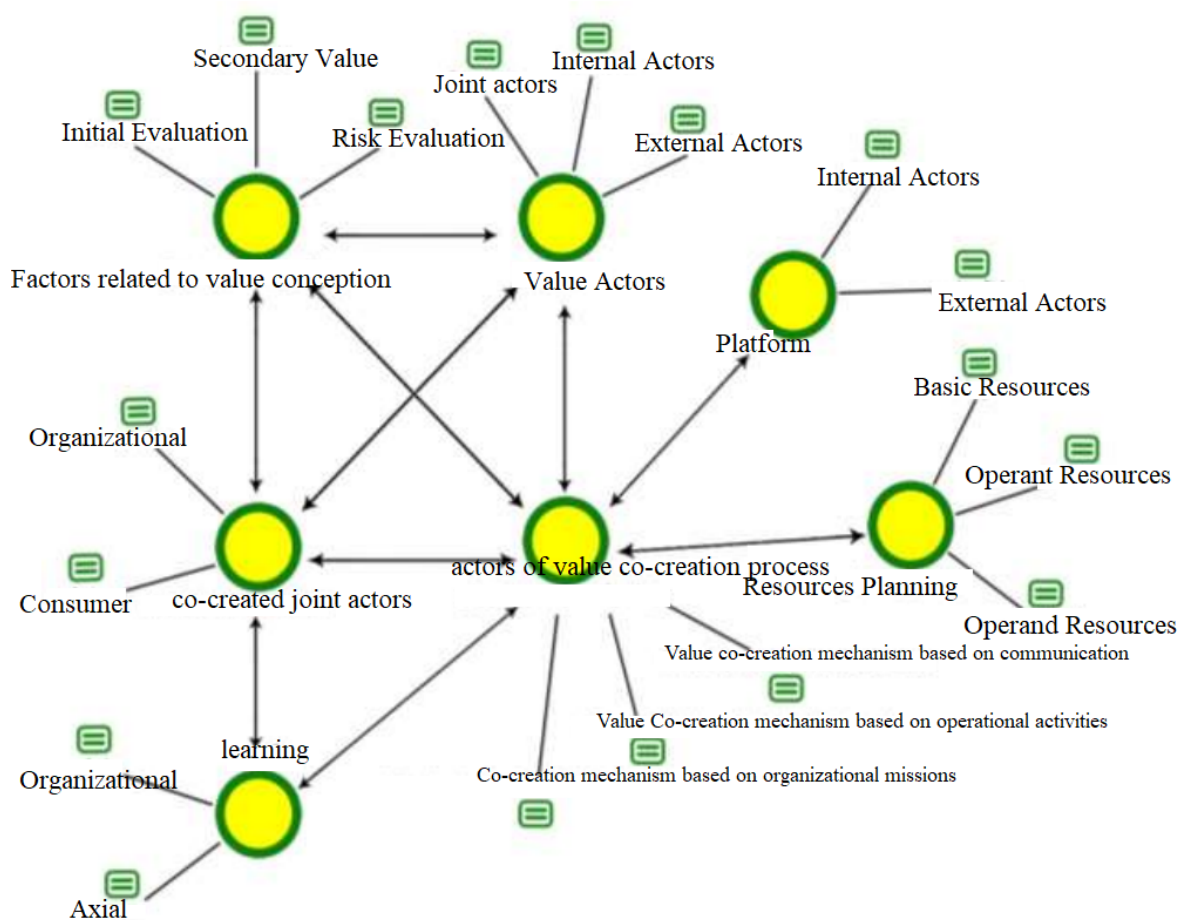 Secondary Value
Initial Evaluation
Risk Evaluation
Joint actors
Internal Actors
External Actors
Internal Actors
External Actors
Factors related to value conception
Value Actors
Platform
Basic Resources
Operant Resources
Operand Resources
Organizational
Consumer
co-created joint actors
actors of value co-creation process
Resources Planning
Value co-creation mechanism based on communication
Value Co-creation mechanism based on operational activities
Co-creation mechanism based on organizational missions
learning
Organizational
Axial